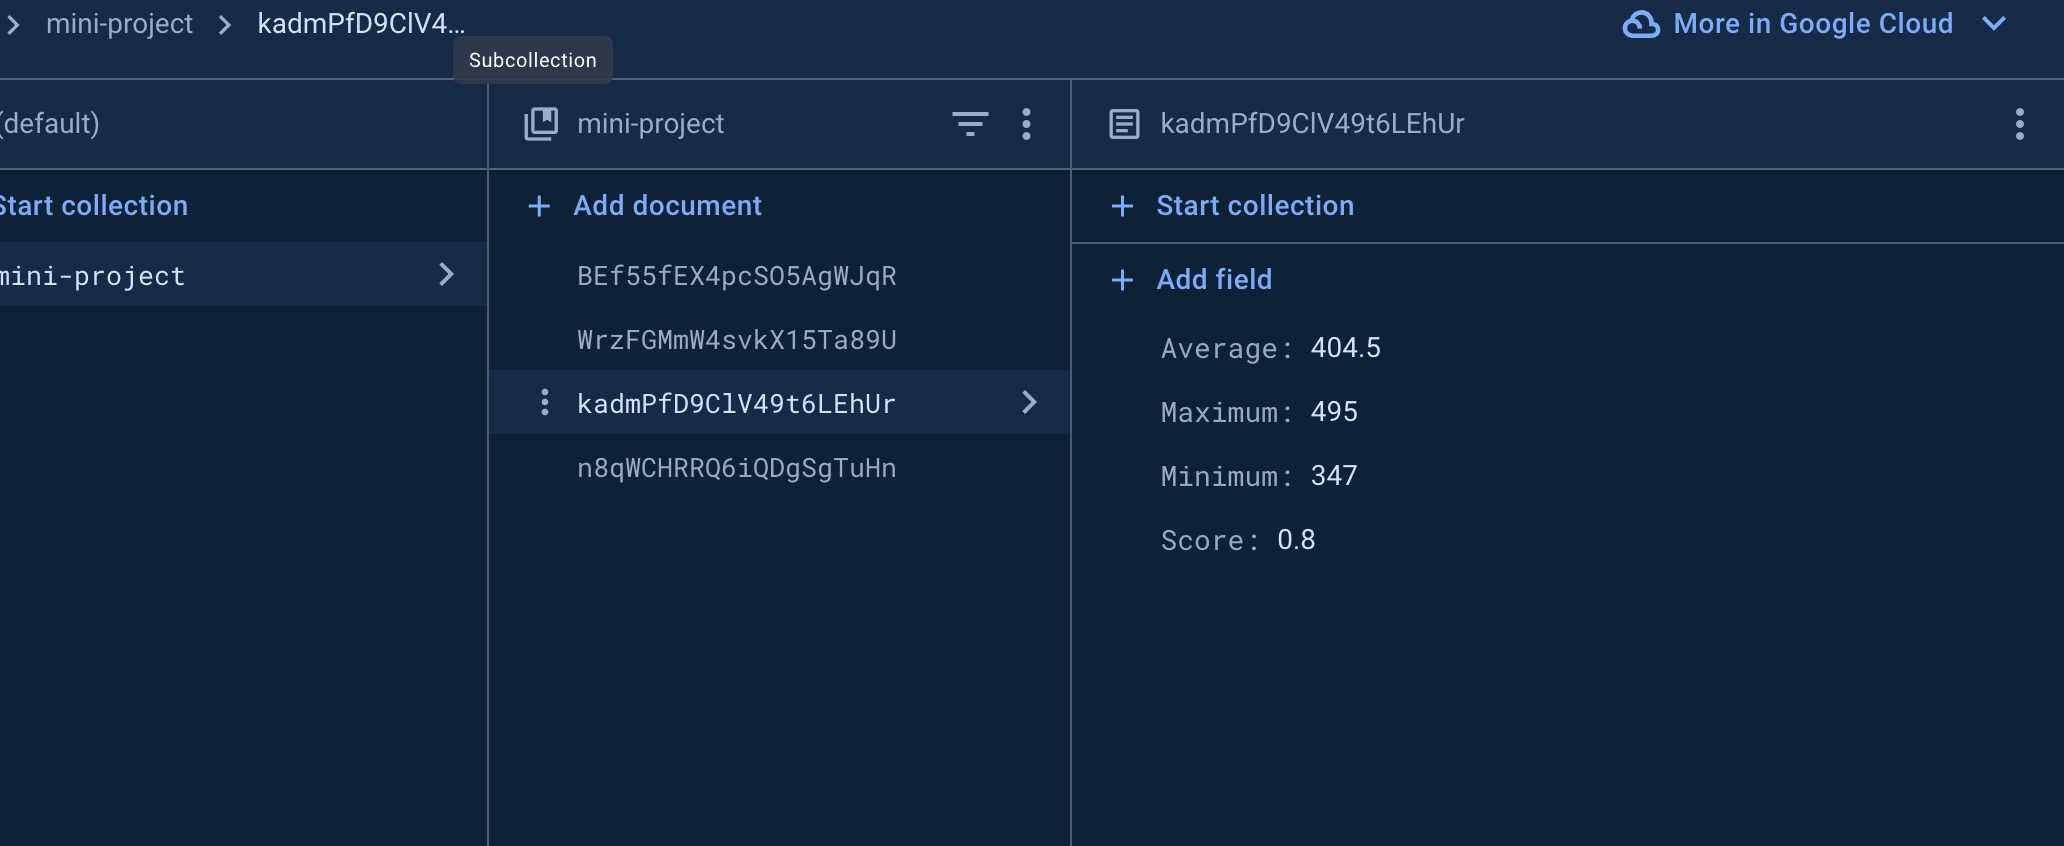 mini-project > kadmPfD9ClV4...
More in Google Cloud
Subcollection
(default)
mini-project
kadmPfD9ClV49t6LEhUr
Start collection
+ Add document
+ Start collection
mini-project
BEf55fEX4pcSO5AgWJqR
+ Add field
WrzFGMmW4svkX15Ta89U
Average: 404.5
kadmPfD9ClV49t6LEhUr
Maximum: 495
n8qWCHRRQ6iQDgSgTuHn
Minimum: 347
Score: 0.8